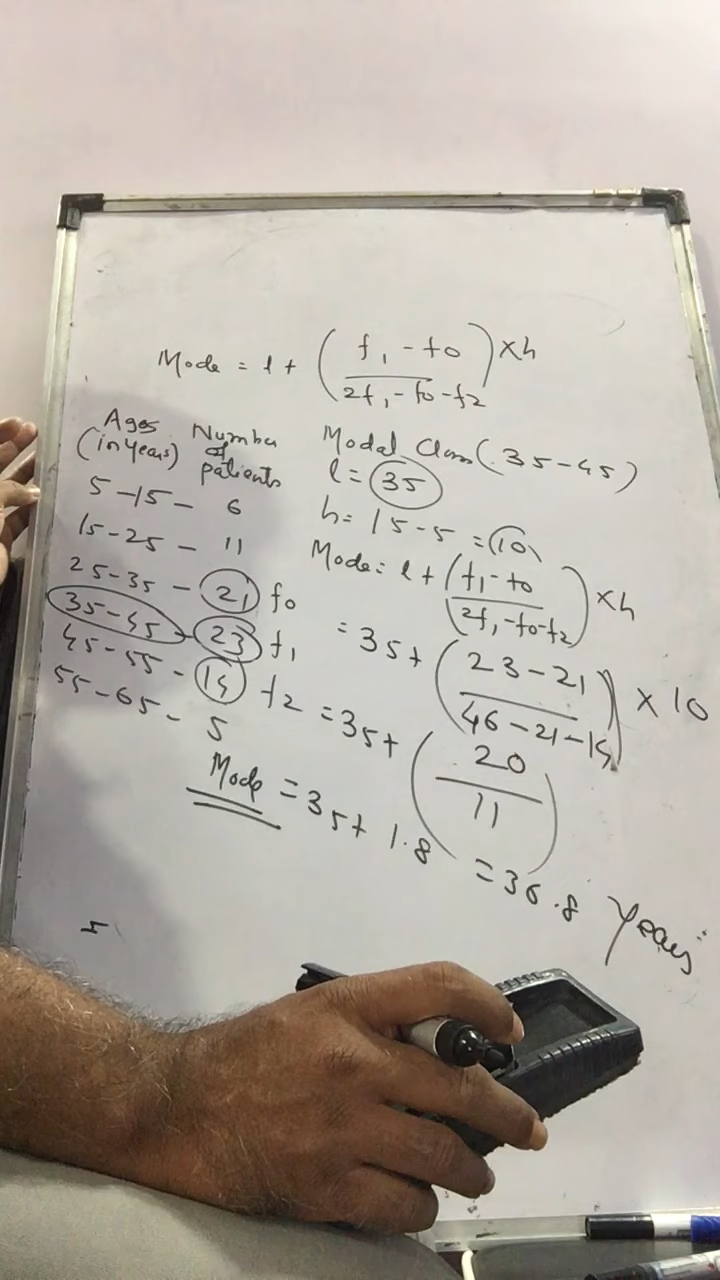 Mode = l + ( f1 - f0 / 2f1 - f0 - f2 ) × h
Ages (in years) Number of patients
5-15 - 6
15-25 - 11
25-35 - 21 f0
35-45 - 23 f1
45-55 - 14 f2
55-65 - 5
Modal Class (35-45)
l = 35
h = 15-5 = 10
Mode = l + ( f1 - f0 / 2f1 - f0 - f2 ) × h
= 35 + ( 23 - 21 / 46 - 21 - 14 ) × 10
= 35 + ( 20 / 11 )
Mode = 35 + 1.8 = 36.8 Years